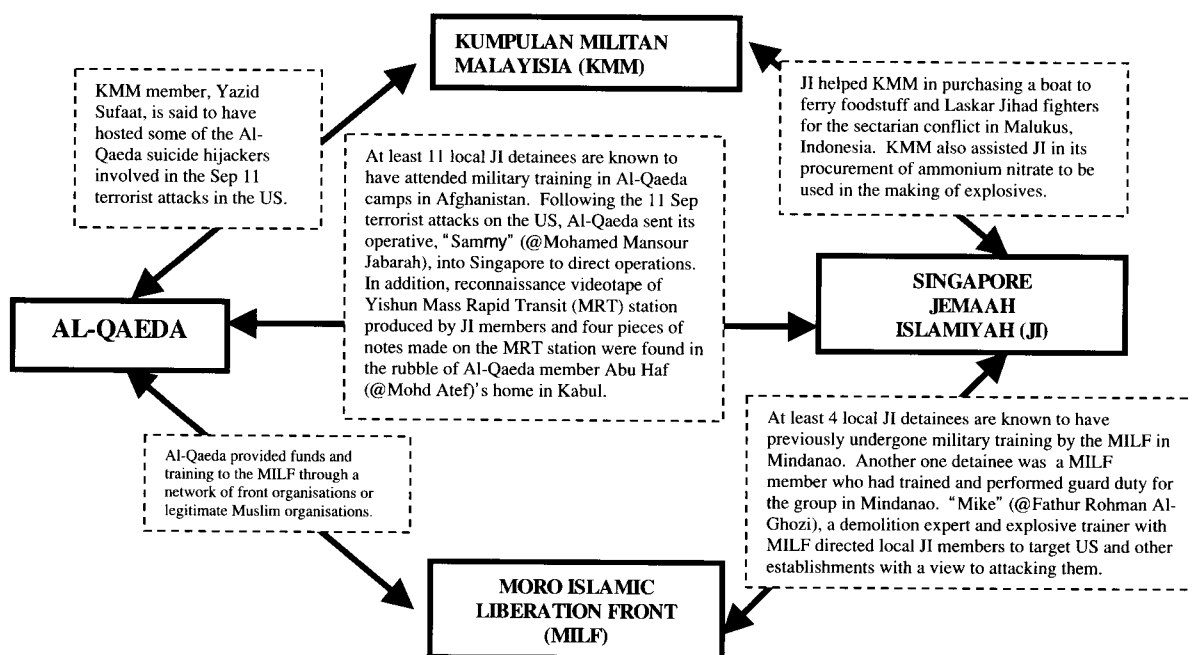 KUMPULAN MILITAN
MALAYISIA (KMM)
KMM member, Yazid
Sufaat, is said to have
hosted some of the Al-
Qaeda suicide hijackers
involved in the Sep 11
terrorist attacks in the US.
JI helped KMM in purchasing a boat to
ferry foodstuff and Laskar Jihad fighters
for the sectarian conflict in Malukus,
Indonesia. KMM also assisted JI in its
procurement of ammonium nitrate to be
used in the making of explosives.
At least 11 local JI detainees are known to
have attended military training in Al-Qaeda
camps in Afghanistan. Following the 11 Sep
terrorist attacks on the US, Al-Qaeda sent its
operative, "Sammy" (@Mohamed Mansour
Jabarah), into Singapore to direct operations.
In addition, reconnaissance videotape of
Yishun Mass Rapid Transit (MRT) station
produced by JI members and four pieces of
notes made on the MRT station were found in
the rubble of Al-Qaeda member Abu Haf
(@Mohd Atef)'s home in Kabul.
AL-QAEDA
SINGAPORE
JEMAAH
ISLAMIYAH (JI)
Al-Qaeda provided funds and
training to the MILF through a
network of front organisations or
legitimate Muslim organisations.
At least 4 local JI detainees are known to have
previously undergone military training by the MILF in
Mindanao. Another one detainee was a MILF
member who had trained and performed guard duty for
the group in Mindanao. "Mike" (@Fathur Rohman Al-
Ghozi), a demolition expert and explosive trainer with
MILF directed local JI members to target US and other
establishments with a view to attacking them.
MORO ISLAMIC
LIBERATION FRONT
(MILF)